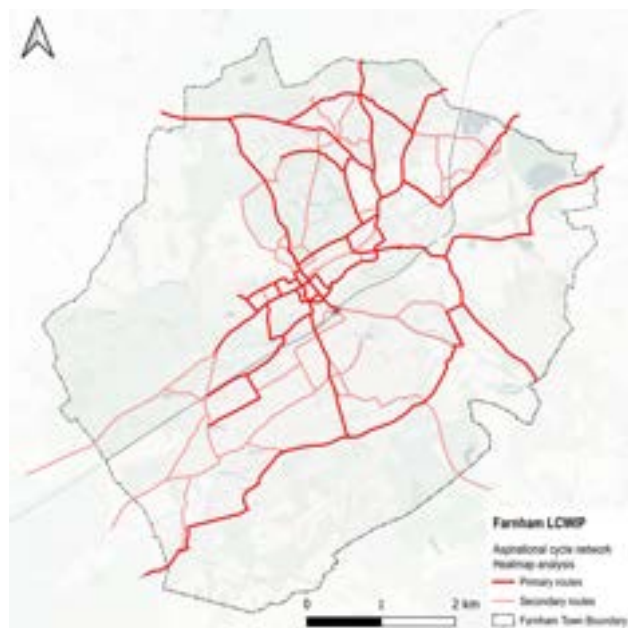 Farnham LCWIP
Aspirational cycle network
Heatmap analysis
Primary routes
Secondary routes
Farnham Town Boundary
0 1 2 km